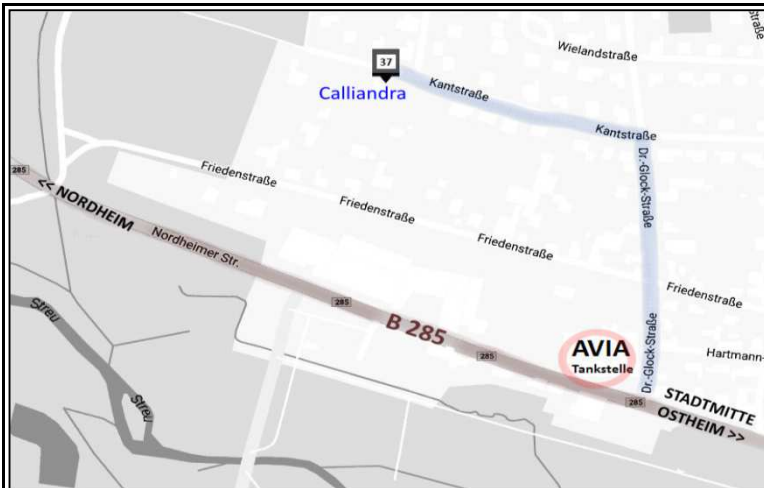 Straße
Wielandstraße
37
Calliandra
Kantstraße
Kantstraße
Dr.-Glock-Straße
285
<< NORDHEIM
Friedenstraße
Friedenstraße
Nordheimer Str.
Friedenstraße
Friedenstraße
285
B 285
Streu
285
AVIA
Tankstelle
Dr.-Glock-Straße
Hartmann-
285
STADTMITTE
OSTHEIM >>
Streu